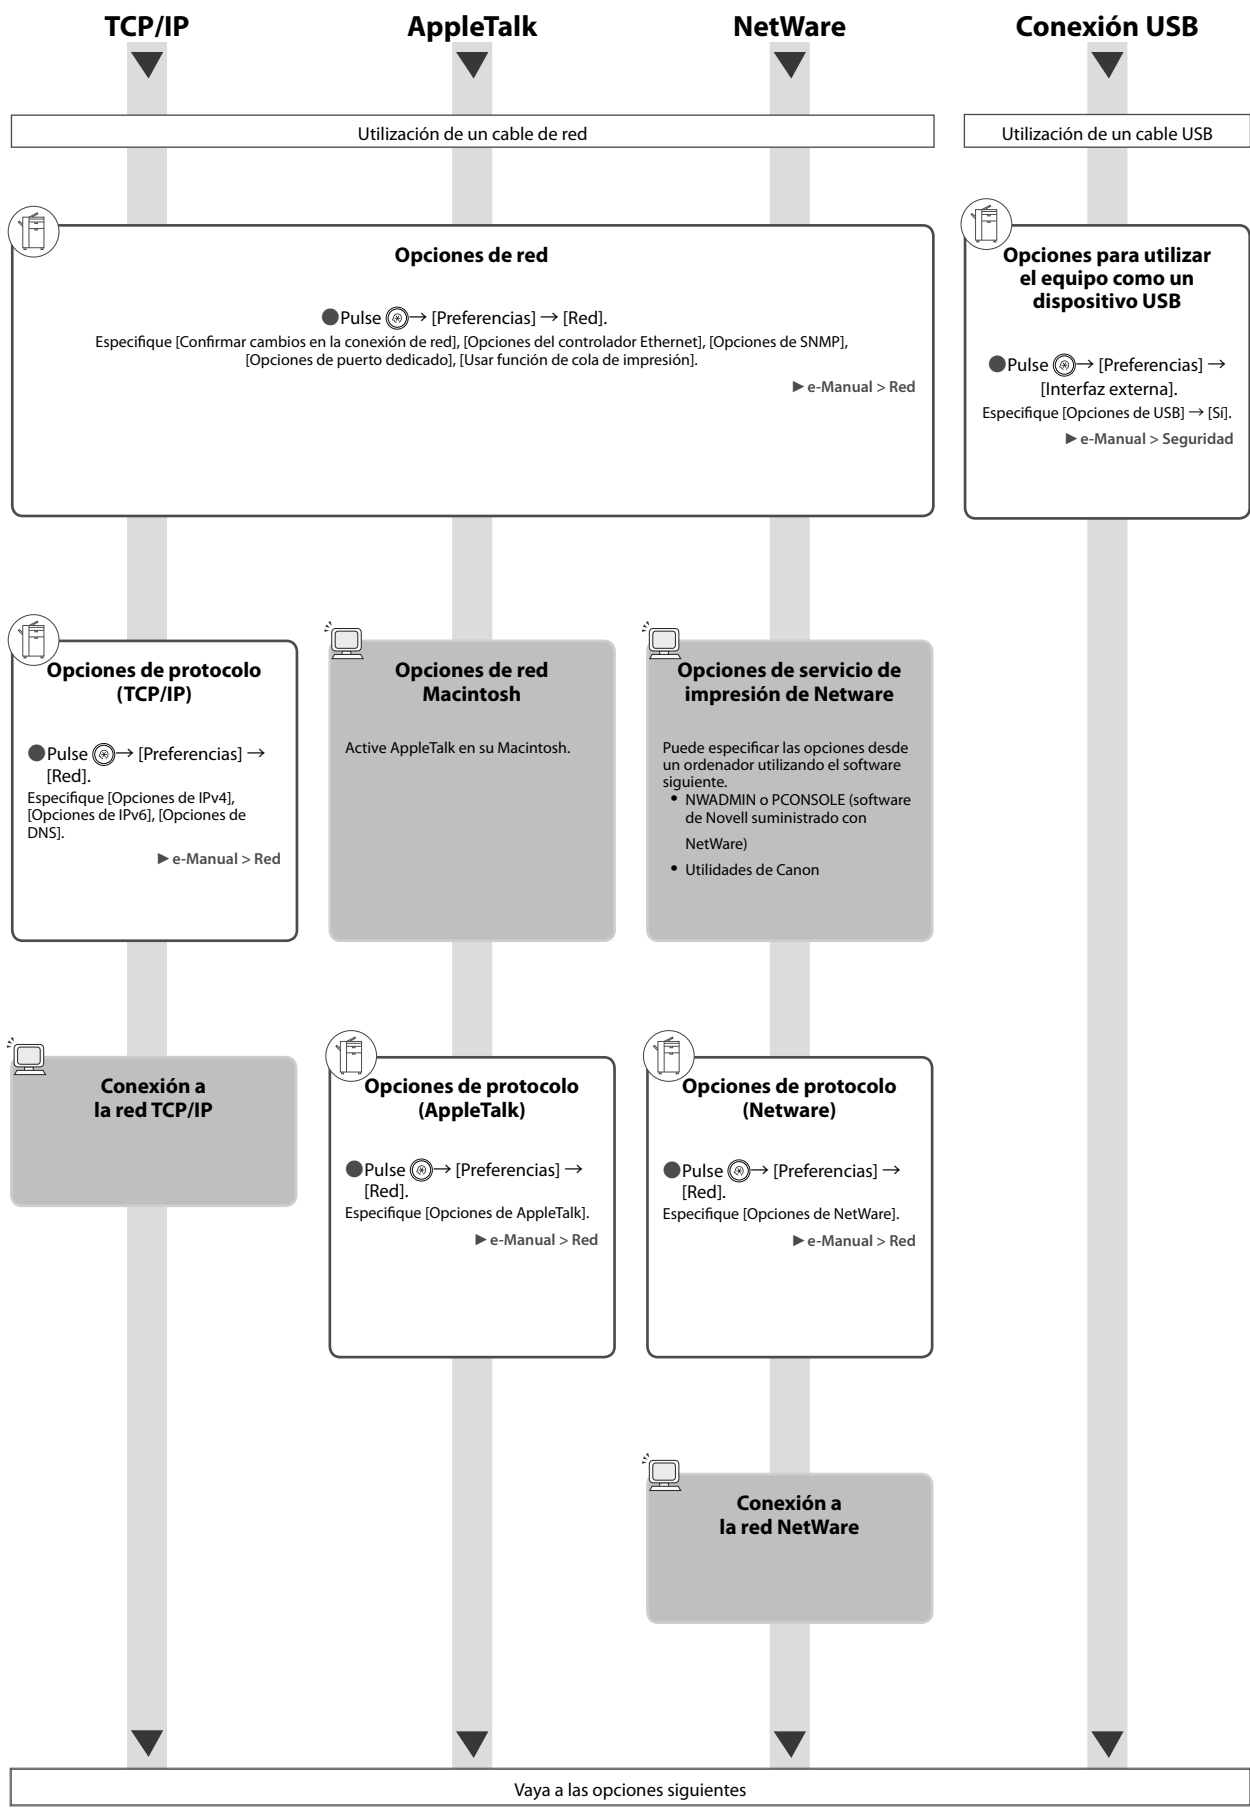 TCP/IP
AppleTalk
NetWare
Conexión USB
Utilización de un cable de red
Utilización de un cable USB
Opciones de red
●Pulse → [Preferencias] → [Red].
Especifique [Confirmar cambios en la conexión de red], [Opciones del controlador Ethernet], [Opciones de SNMP],
[Opciones de puerto dedicado], [Usar función de cola de impresión].
►e-Manual > Red
Opciones para utilizar
el equipo como un
dispositivo USB
●Pulse → [Preferencias] →
[Interfaz externa].
Especifique [Opciones de USB] → [Sí].
►e-Manual > Seguridad
Opciones de protocolo
(TCP/IP)
●Pulse → [Preferencias] →
[Red].
Especifique [Opciones de IPv4],
[Opciones de IPv6], [Opciones de
DNS].
►e-Manual > Red
Opciones de red
Macintosh
Active AppleTalk en su Macintosh.
Opciones de servicio de
impresión de Netware
Puede especificar las opciones desde
un ordenador utilizando el software
siguiente.
• NWADMIN o PCONSOLE (software
de Novell suministrado con
NetWare)
• Utilidades de Canon
Conexión a
la red TCP/IP
Opciones de protocolo
(AppleTalk)
●Pulse → [Preferencias] →
[Red].
Especifique [Opciones de AppleTalk].
►e-Manual > Red
Opciones de protocolo
(Netware)
●Pulse → [Preferencias] →
[Red].
Especifique [Opciones de NetWare].
►e-Manual > Red
Conexión a
la red NetWare
Vaya a las opciones siguientes